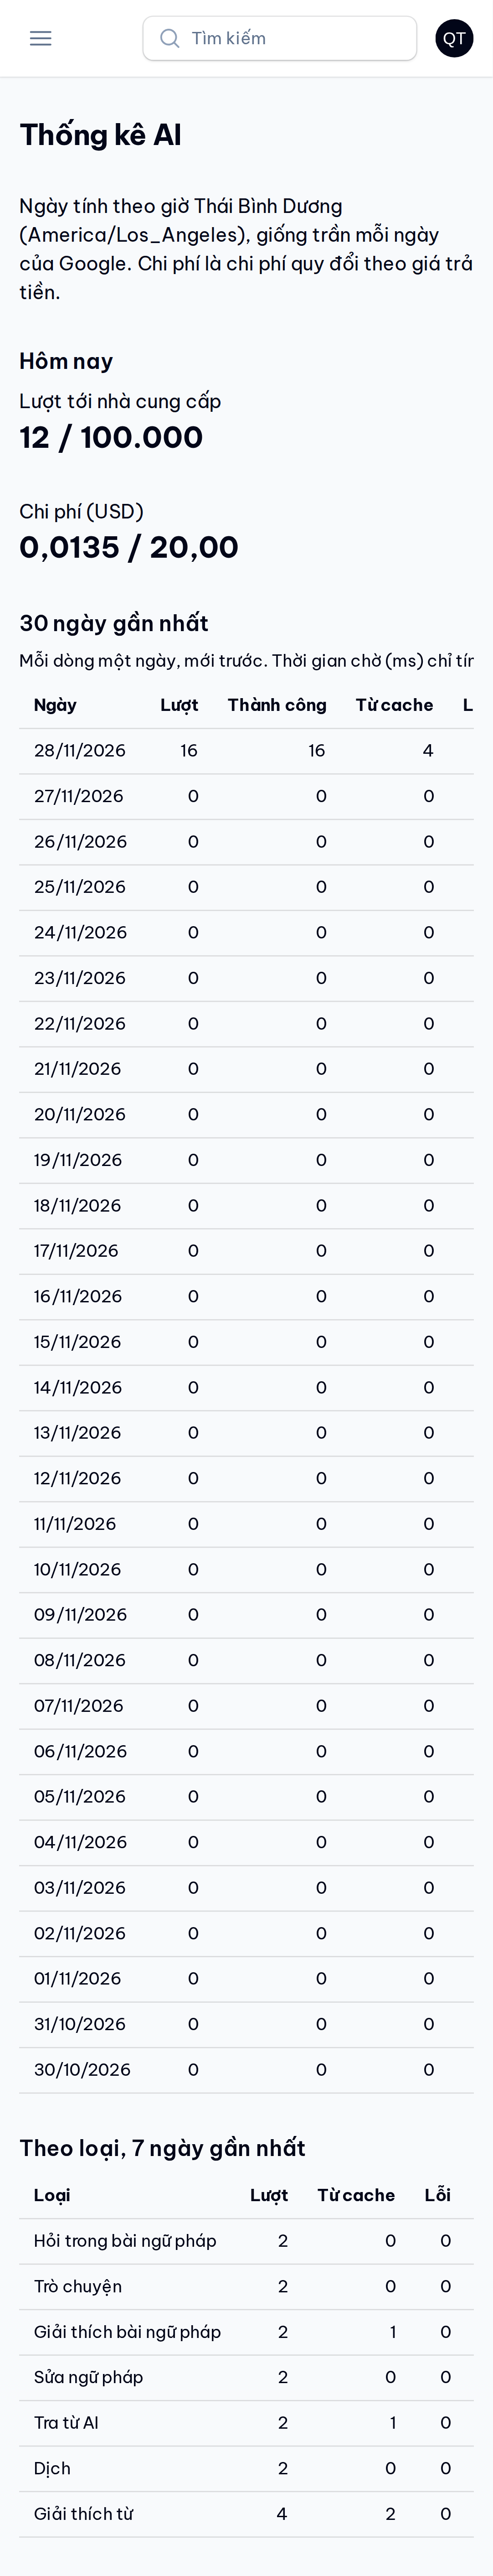 Tìm kiếm
QT
Thống kê AI
Ngày tính theo giờ Thái Bình Dương
(America/Los_Angeles), giống trần mỗi ngày
của Google. Chi phí là chi phí quy đổi theo giá trả
tiền.
Hôm nay
Lượt tới nhà cung cấp
12 / 100.000
Chi phí (USD)
0,0135 / 20,00
30 ngày gần nhất
Mỗi dòng một ngày, mới trước. Thời gian chờ (ms) chỉ
Ngày Lượt Thành công Từ cache
28/11/2026 16 16 4
27/11/2026 0 0 0
26/11/2026 0 0 0
25/11/2026 0 0 0
24/11/2026 0 0 0
23/11/2026 0 0 0
22/11/2026 0 0 0
21/11/2026 0 0 0
20/11/2026 0 0 0
19/11/2026 0 0 0
18/11/2026 0 0 0
17/11/2026 0 0 0
16/11/2026 0 0 0
15/11/2026 0 0 0
14/11/2026 0 0 0
13/11/2026 0 0 0
12/11/2026 0 0 0
11/11/2026 0 0 0
10/11/2026 0 0 0
09/11/2026 0 0 0
08/11/2026 0 0 0
07/11/2026 0 0 0
06/11/2026 0 0 0
05/11/2026 0 0 0
04/11/2026 0 0 0
03/11/2026 0 0 0
02/11/2026 0 0 0
01/11/2026 0 0 0
31/10/2026 0 0 0
30/10/2026 0 0 0
Theo loại, 7 ngày gần nhất
Loại Lượt Từ cache Lỗi
Hỏi trong bài ngữ pháp 2 0 0
Trò chuyện 2 0 0
Giải thích bài ngữ pháp 2 1 0
Sửa ngữ pháp 2 0 0
Tra từ AI 2 1 0
Dịch 2 0 0
Giải thích từ 4 2 0